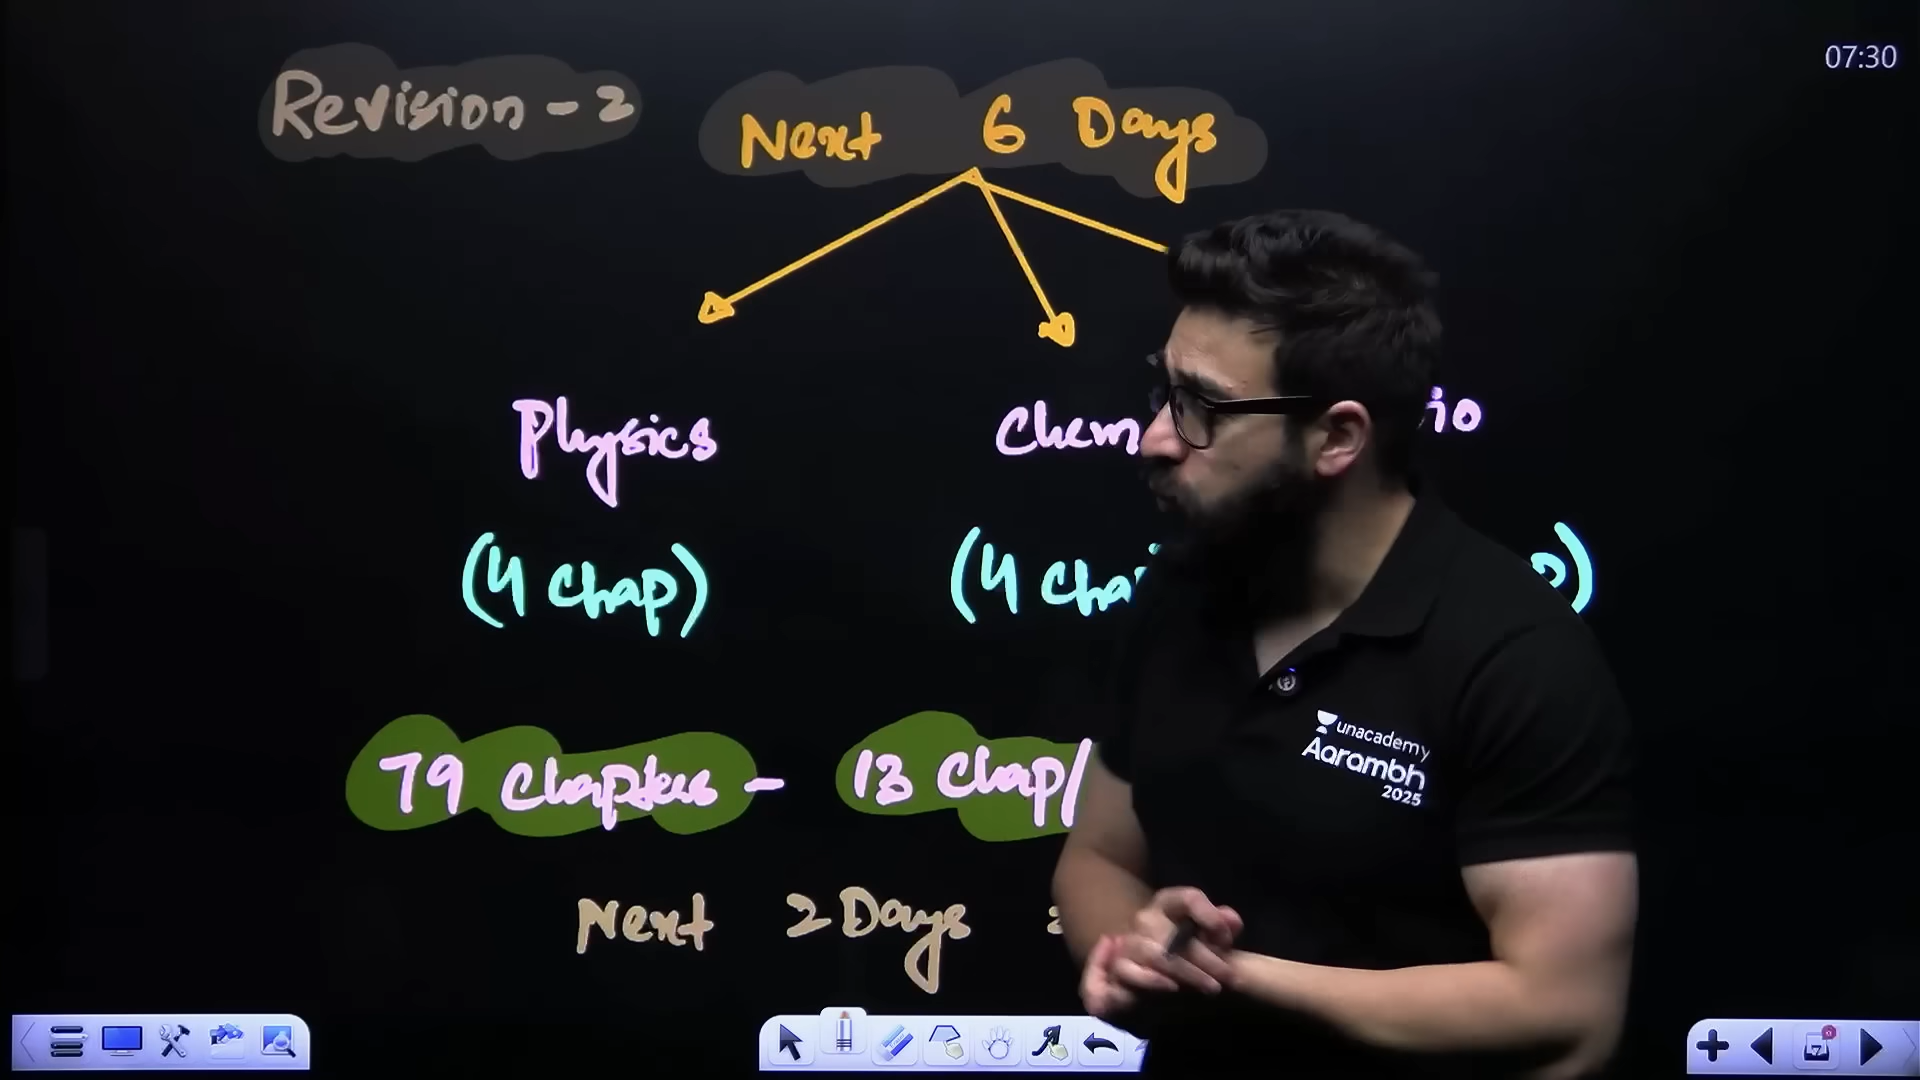 07:30
Revision - 2 Next 6 Days
Physics Chem io
(4 Chap) (4 Cha )
79 Chapters - 13 Chap/
Next 2 Days
unacademy
Aarambh
2025